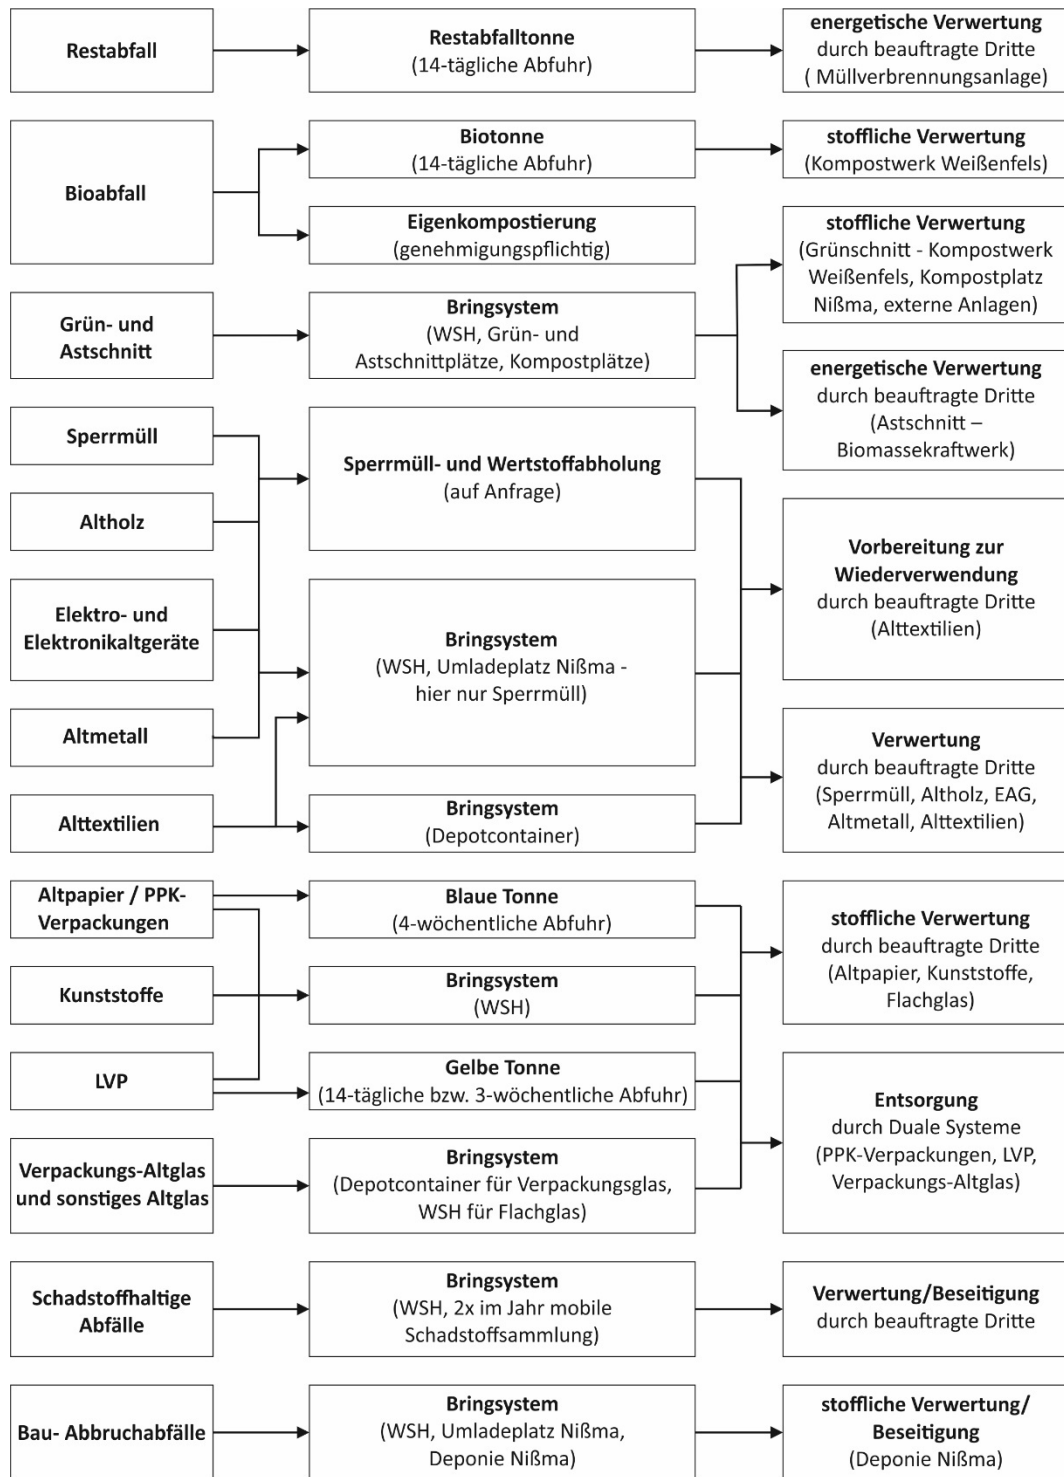 Restabfall
Restabfalltonne
(14-tägliche Abfuhr)
energetische Verwertung
durch beauftragte Dritte
( Müllverbrennungsanlage)
Bioabfall
Biotonne
(14-tägliche Abfuhr)
stoffliche Verwertung
(Kompostwerk Weißenfels)
Eigenkompostierung
(genehmigungspflichtig)
stoffliche Verwertung
(Grünschnitt - Kompostwerk
Weißenfels, Kompostplatz
Nißma, externe Anlagen)
Grün- und
Astschnitt
Bringsystem
(WSH, Grün- und
Astschnittplätze, Kompostplätze)
energetische Verwertung
durch beauftragte Dritte
(Astschnitt –
Biomassekraftwerk)
Sperrmüll
Altholz
Elektro- und
Elektronikaltgeräte
Altmetall
Alttextilien
Sperrmüll- und Wertstoffabholung
(auf Anfrage)
Bringsystem
(WSH, Umladeplatz Nißma -
hier nur Sperrmüll)
Bringsystem
(Depotcontainer)
Vorbereitung zur
Wiederverwendung
durch beauftragte Dritte
(Alttextilien)
Verwertung
durch beauftragte Dritte
(Sperrmüll, Altholz, EAG,
Altmetall, Alttextilien)
Altpapier / PPK-
Verpackungen
Kunststoffe
LVP
Verpackungs-Altglas
und sonstiges Altglas
Blaue Tonne
(4-wöchentliche Abfuhr)
Bringsystem
(WSH)
Gelbe Tonne
(14-tägliche bzw. 3-wöchentliche Abfuhr)
Bringsystem
(Depotcontainer für Verpackungsglas,
WSH für Flachglas)
stoffliche Verwertung
durch beauftragte Dritte
(Altpapier, Kunststoffe,
Flachglas)
Entsorgung
durch Duale Systeme
(PPK-Verpackungen, LVP,
Verpackungs-Altglas)
Schadstoffhaltige
Abfälle
Bringsystem
(WSH, 2x im Jahr mobile
Schadstoffsammlung)
Verwertung/Beseitigung
durch beauftragte Dritte
Bau- Abbruchabfälle
Bringsystem
(WSH, Umladeplatz Nißma,
Deponie Nißma)
stoffliche Verwertung/
Beseitigung
(Deponie Nißma)